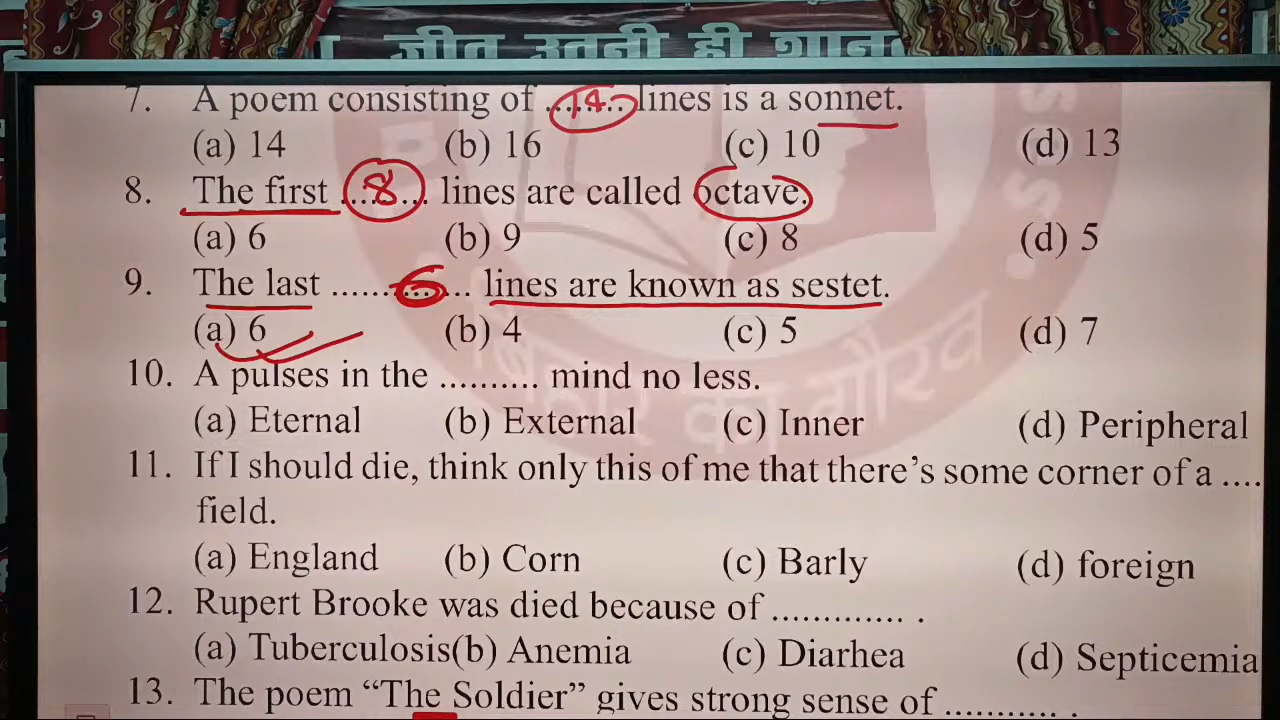 जीत उतनी ही शान
7. A poem consisting of ..14.. lines is a sonnet.
(a) 14 (b) 16 (c) 10 (d) 13
8. The first ...8... lines are called octave.
(a) 6 (b) 9 (c) 8 (d) 5
9. The last ......6...... lines are known as sestet.
(a) 6 (b) 4 (c) 5 (d) 7
10. A pulses in the .......... mind no less.
(a) Eternal (b) External (c) Inner (d) Peripheral
11. If I should die, think only this of me that there's some corner of a ....
field.
(a) England (b) Corn (c) Barly (d) foreign
12. Rupert Brooke was died because of ............. .
(a) Tuberculosis(b) Anemia (c) Diarhea (d) Septicemia
13. The poem “The Soldier” gives strong sense of ........... .
बिहार का गौरव